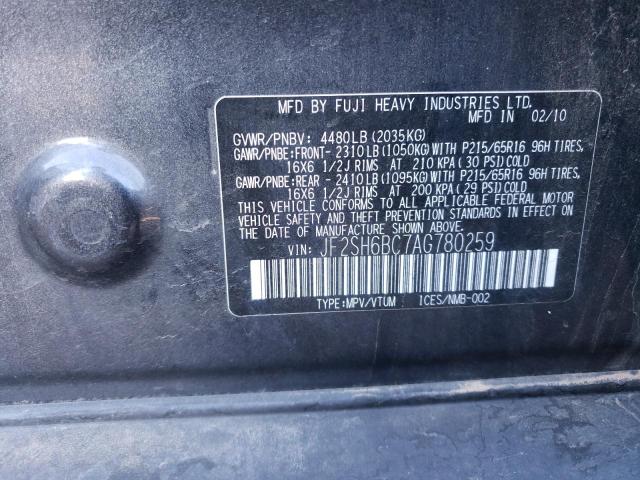 MFD BY FUJI HEAVY INDUSTRIES LTD.
MFD IN 02/10
GVWR/PNBV: 4480LB(2035KG)
GAWR/PNBE:FRONT- 2310LB(1050KG)WITH P215/65R16 96H TIRES,
16X6 1/2J RIMS AT 210 KPA(30 PSI)COLD
GAWR/PNBE:REAR - 2410LB(1095KG)WITH P215/65R16 96H TIRES,
16X6 1/2J RIMS AT 200 KPA(29 PSI)COLD
THIS VEHICLE CONFORMS TO ALL APPLICABLE FEDERAL MOTOR
VEHICLE SAFETY AND THEFT PREVENTION STANDARDS IN EFFECT
ON THE DATE OF MANUFACTURE SHOWN ABOVE.
VIN: JF2SH6BC7AG780259
TYPE:MPV/VTUM ICES/NMB-002